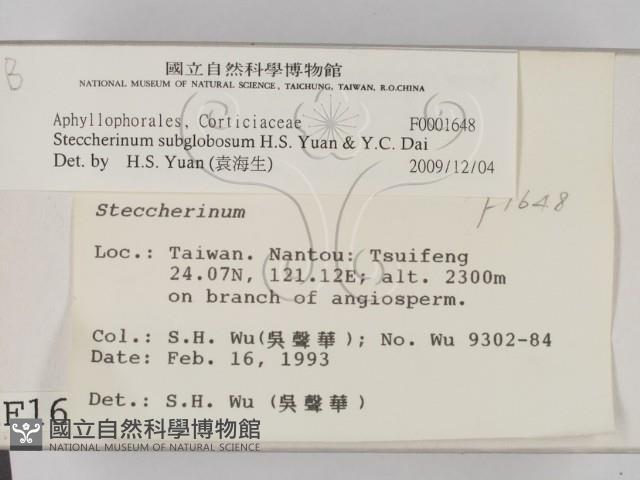 B
國立自然科學博物館
NATIONAL MUSEUM OF NATURAL SCIENCE, TAICHUNG, TAIWAN, R.O.CHINA
Aphyllophorales, Corticiaceae F0001648
Steccherinum subglobosum H.S. Yuan & Y.C. Dai
Det. by H.S. Yuan (袁海生) 2009/12/04
F1648
Steccherinum
Loc.: Taiwan. Nantou: Tsuifeng
24.07N, 121.12E; alt. 2300m
on branch of angiosperm.
Col.: S.H. Wu(吳聲華); No. Wu 9302-84
Date: Feb. 16, 1993
Det.: S.H. Wu (吳聲華)
F16
國立自然科學博物館
NATIONAL MUSEUM OF NATURAL SCIENCE